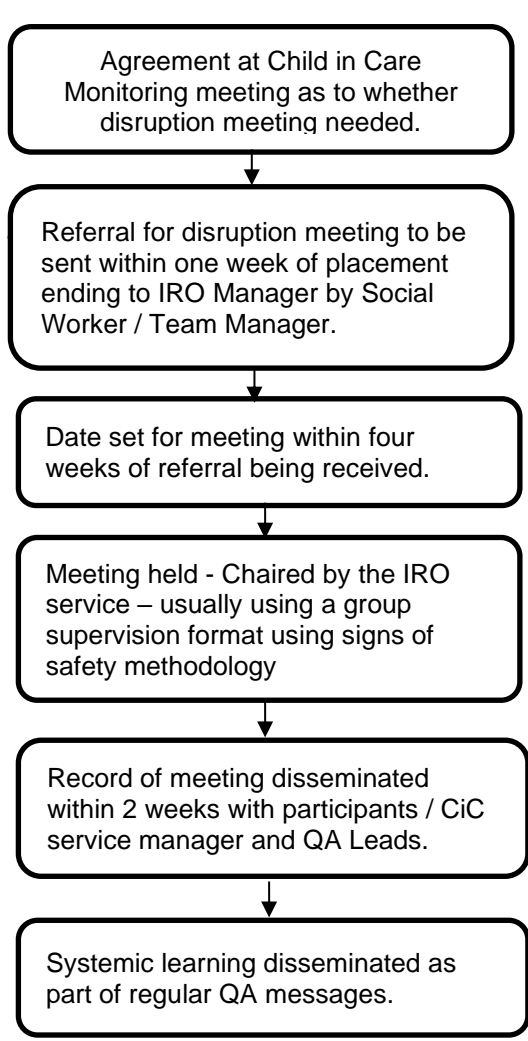 Agreement at Child in Care
Monitoring meeting as to whether
disruption meeting needed.
Referral for disruption meeting to be
sent within one week of placement
ending to IRO Manager by Social
Worker / Team Manager.
Date set for meeting within four
weeks of referral being received.
Meeting held - Chaired by the IRO
service – usually using a group
supervision format using signs of
safety methodology
Record of meeting disseminated
within 2 weeks with participants / CiC
service manager and QA Leads.
Systemic learning disseminated as
part of regular QA messages.